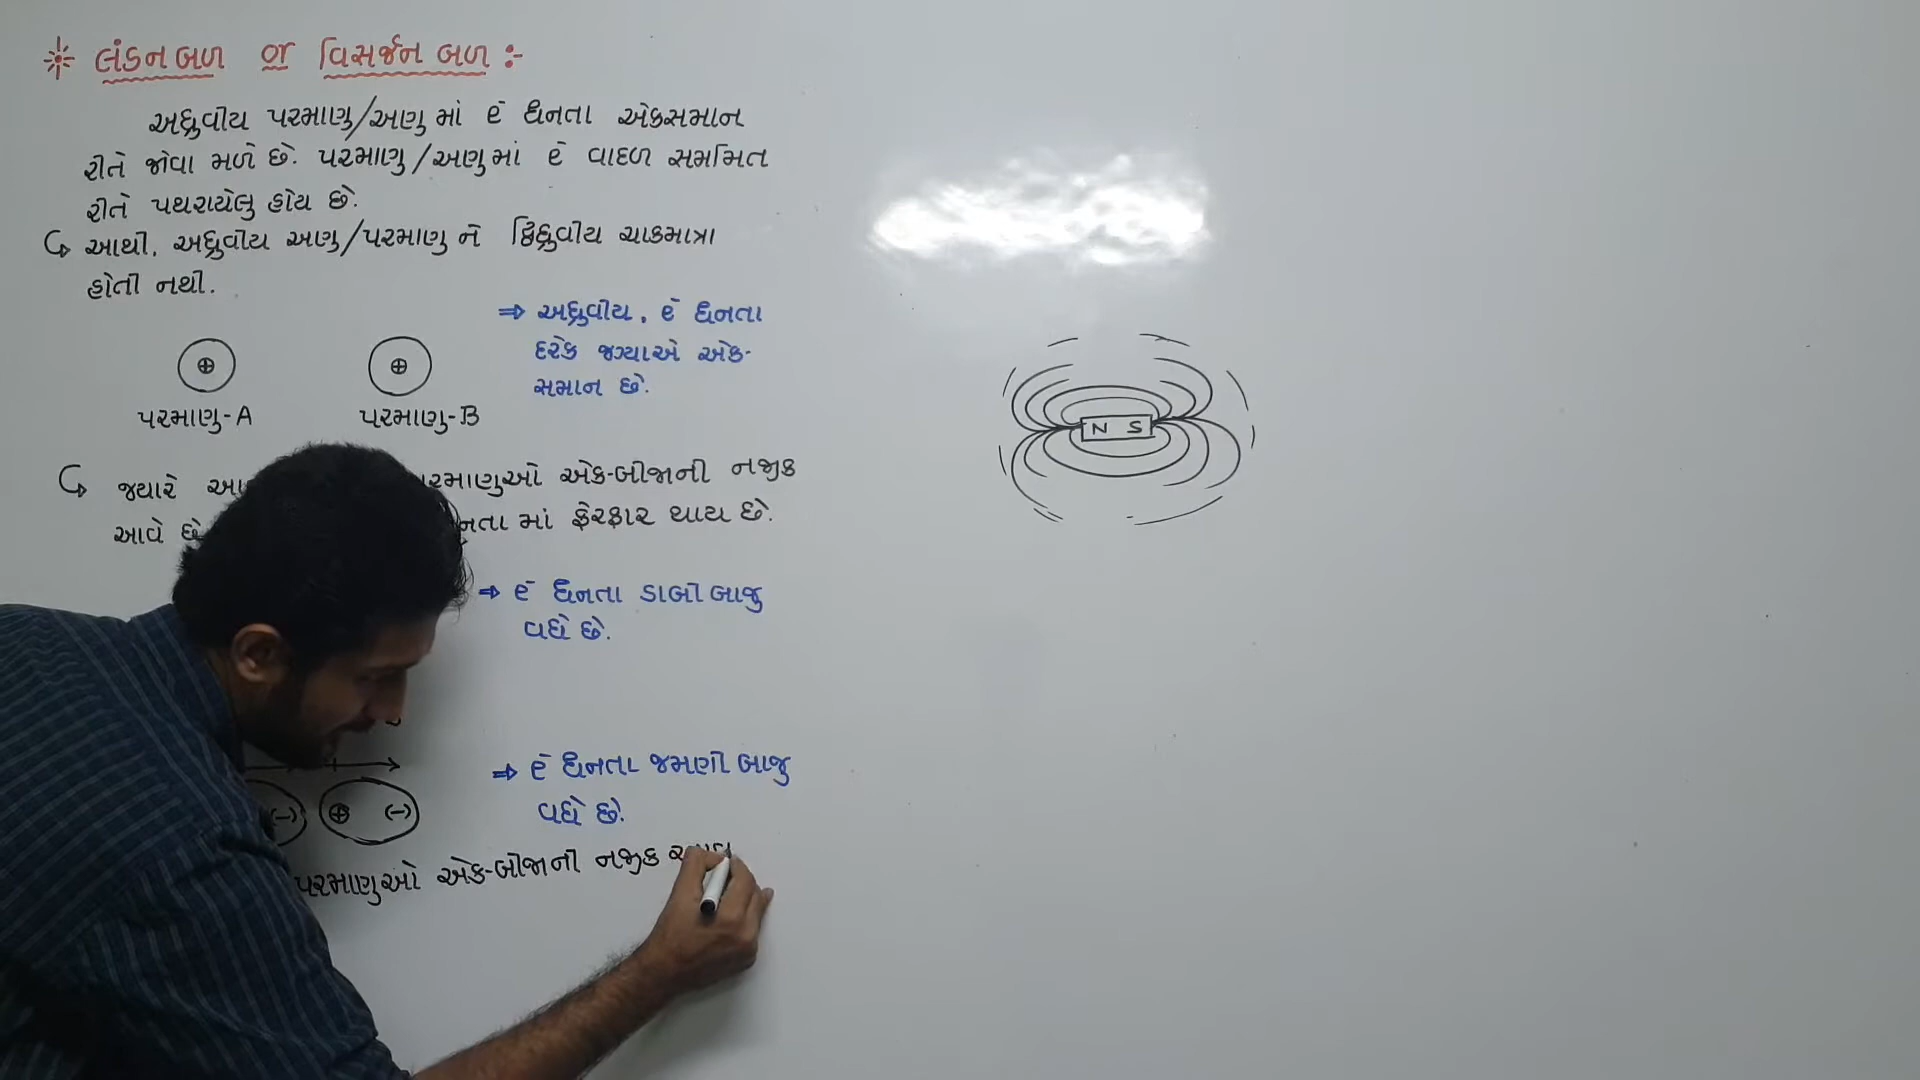 લંડન બળ or વિસર્જન બળ :-
અધ્રુવીય પરમાણુ/અણુ માં e⁻ ઘનતા એકસમાન
રીતે જોવા મળે છે. પરમાણુ/અણુમાં e⁻ વાદળ સમમિત
રીતે પથરાયેલુ હોય છે.
આથી, અધ્રુવીય અણુ/પરમાણુ ને દ્વિધ્રુવીય ચાકમાત્રા
હોતી નથી.
⇒ અધ્રુવીય, e⁻ ઘનતા
દરેક જગ્યાએ એક-
સમાન છે.
⊕ ⊕
પરમાણુ-A પરમાણુ-B
N S
જ્યારે પરમાણુઓ એક-બીજાની નજીક
આવે છે માં ફેરફાર થાય છે.
⇒ e⁻ ઘનતા ડાબી બાજુ
વધે છે.
⇒ e⁻ ઘનતા જમણી બાજુ
વધે છે.
(-) ⊕ (-)
પરમાણુઓ એક-બીજાની નજીક